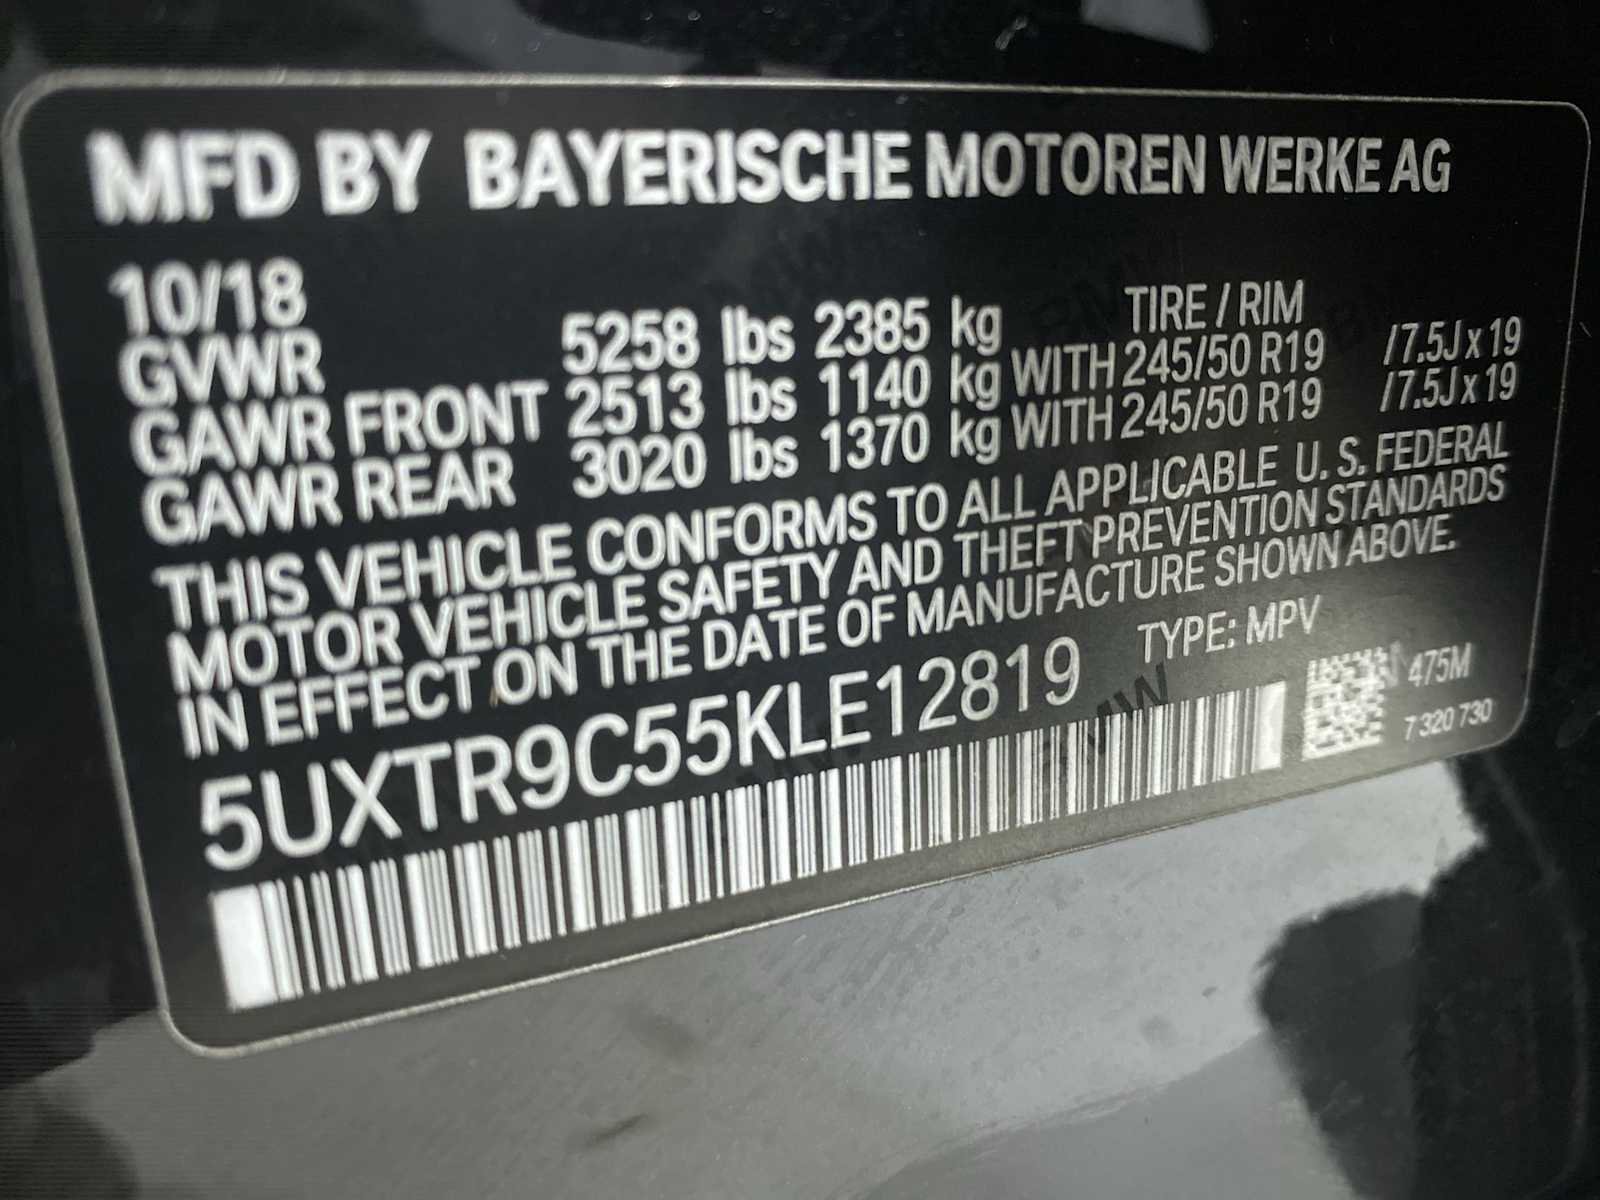 MFD BY BAYERISCHE MOTOREN WERKE AG
10/18 TIRE / RIM
GVWR 5258 lbs 2385 kg
GAWR FRONT 2513 lbs 1140 kg WITH 245/50 R19 /7.5J x 19
GAWR REAR 3020 lbs 1370 kg WITH 245/50 R19 /7.5J x 19
THIS VEHICLE CONFORMS TO ALL APPLICABLE U. S. FEDERAL
MOTOR VEHICLE SAFETY AND THEFT PREVENTION STANDARDS
IN EFFECT ON THE DATE OF MANUFACTURE SHOWN ABOVE.
5UXTR9C55KLE12819 TYPE: MPV
475M
7 320 730
BMW